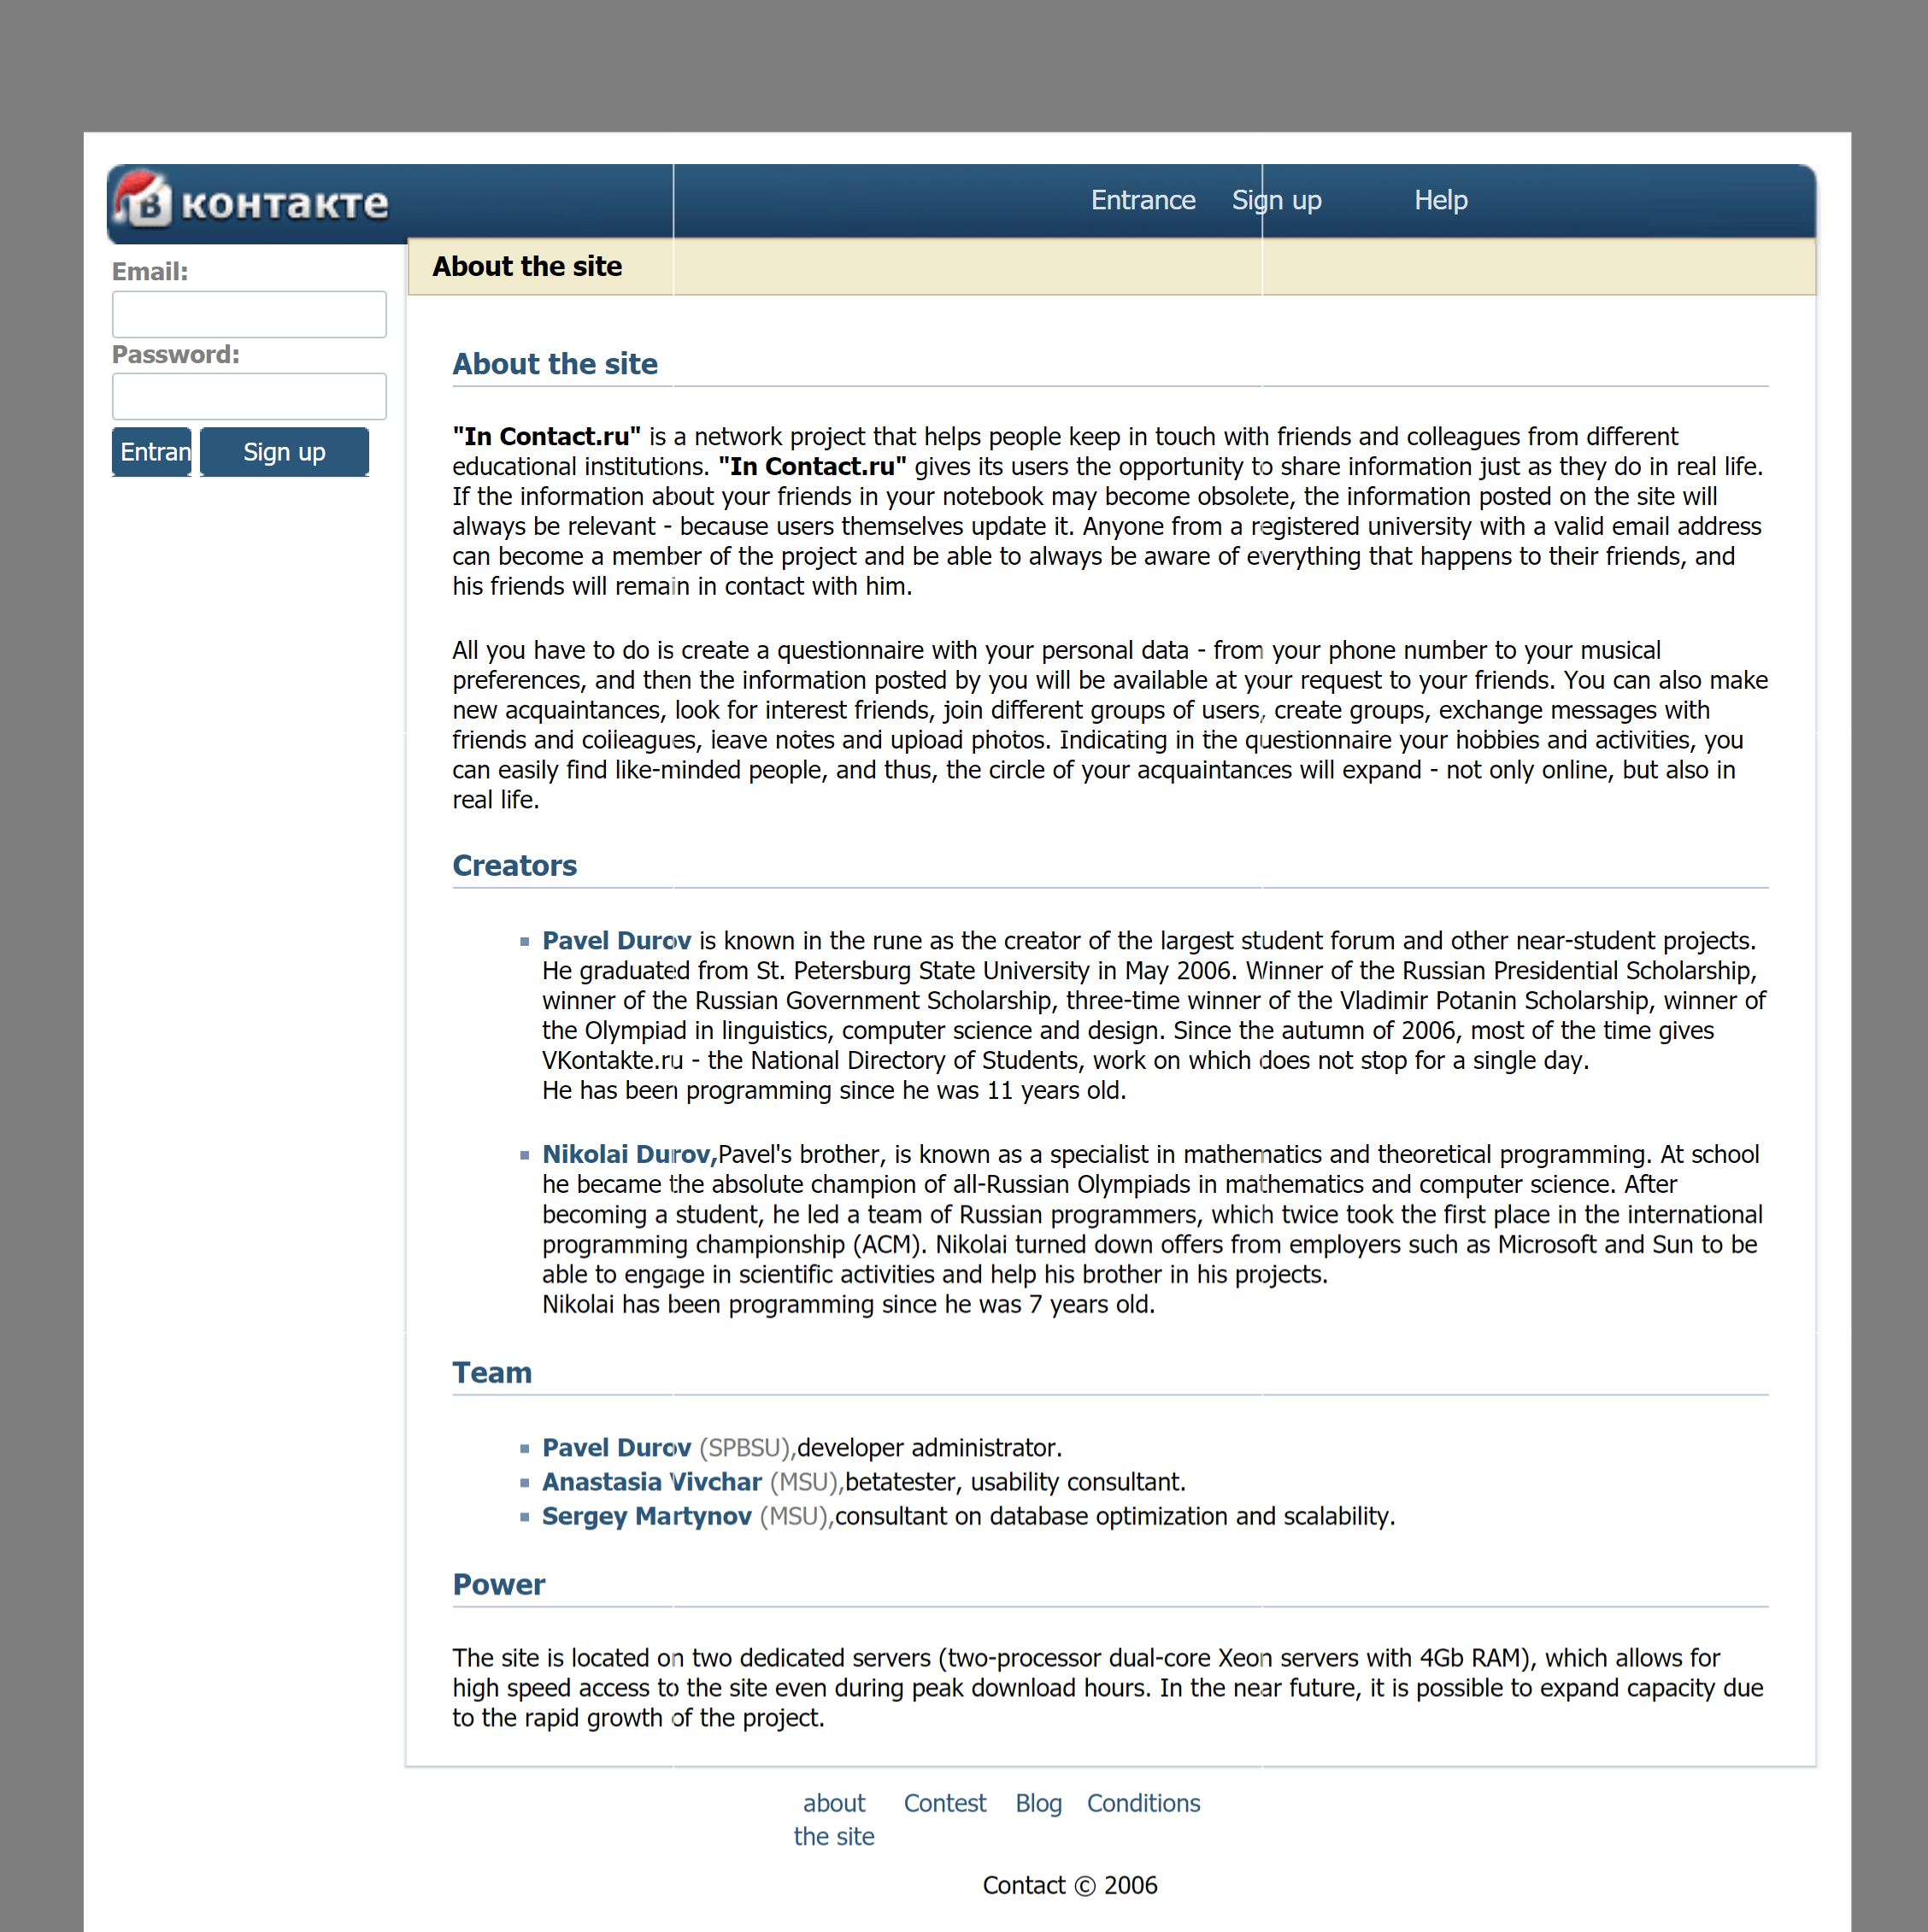 В контакте
Entrance Sign up Help
Email:
Password:
Entran Sign up
About the site
About the site
"In Contact.ru" is a network project that helps people keep in touch with friends and colleagues from different
educational institutions. "In Contact.ru" gives its users the opportunity to share information just as they do in real life.
If the information about your friends in your notebook may become obsolete, the information posted on the site will
always be relevant - because users themselves update it. Anyone from a registered university with a valid email address
can become a member of the project and be able to always be aware of everything that happens to their friends, and
his friends will remain in contact with him.
All you have to do is create a questionnaire with your personal data - from your phone number to your musical
preferences, and then the information posted by you will be available at your request to your friends. You can also make
new acquaintances, look for interest friends, join different groups of users, create groups, exchange messages with
friends and colleagues, leave notes and upload photos. Indicating in the questionnaire your hobbies and activities, you
can easily find like-minded people, and thus, the circle of your acquaintances will expand - not only online, but also in
real life.
Creators
Pavel Durov is known in the rune as the creator of the largest student forum and other near-student projects.
He graduated from St. Petersburg State University in May 2006. Winner of the Russian Presidential Scholarship,
winner of the Russian Government Scholarship, three-time winner of the Vladimir Potanin Scholarship, winner of
the Olympiad in linguistics, computer science and design. Since the autumn of 2006, most of the time gives
VKontakte.ru - the National Directory of Students, work on which does not stop for a single day.
He has been programming since he was 11 years old.
Nikolai Durov,Pavel's brother, is known as a specialist in mathematics and theoretical programming. At school
he became the absolute champion of all-Russian Olympiads in mathematics and computer science. After
becoming a student, he led a team of Russian programmers, which twice took the first place in the international
programming championship (ACM). Nikolai turned down offers from employers such as Microsoft and Sun to be
able to engage in scientific activities and help his brother in his projects.
Nikolai has been programming since he was 7 years old.
Team
Pavel Durov (SPBSU),developer administrator.
Anastasia Vivchar (MSU),betatester, usability consultant.
Sergey Martynov (MSU),consultant on database optimization and scalability.
Power
The site is located on two dedicated servers (two-processor dual-core Xeon servers with 4Gb RAM), which allows for
high speed access to the site even during peak download hours. In the near future, it is possible to expand capacity due
to the rapid growth of the project.
about Contest Blog Conditions
the site
Contact © 2006